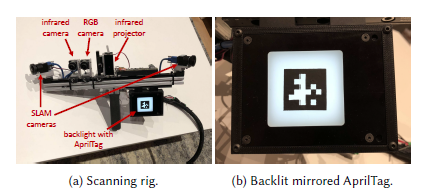 infrared
camera
RGB
camera
infrared
projector
SLAM
cameras
backlight with
AprilTag
(a) Scanning rig.
(b) Backlit mirrored AprilTag.